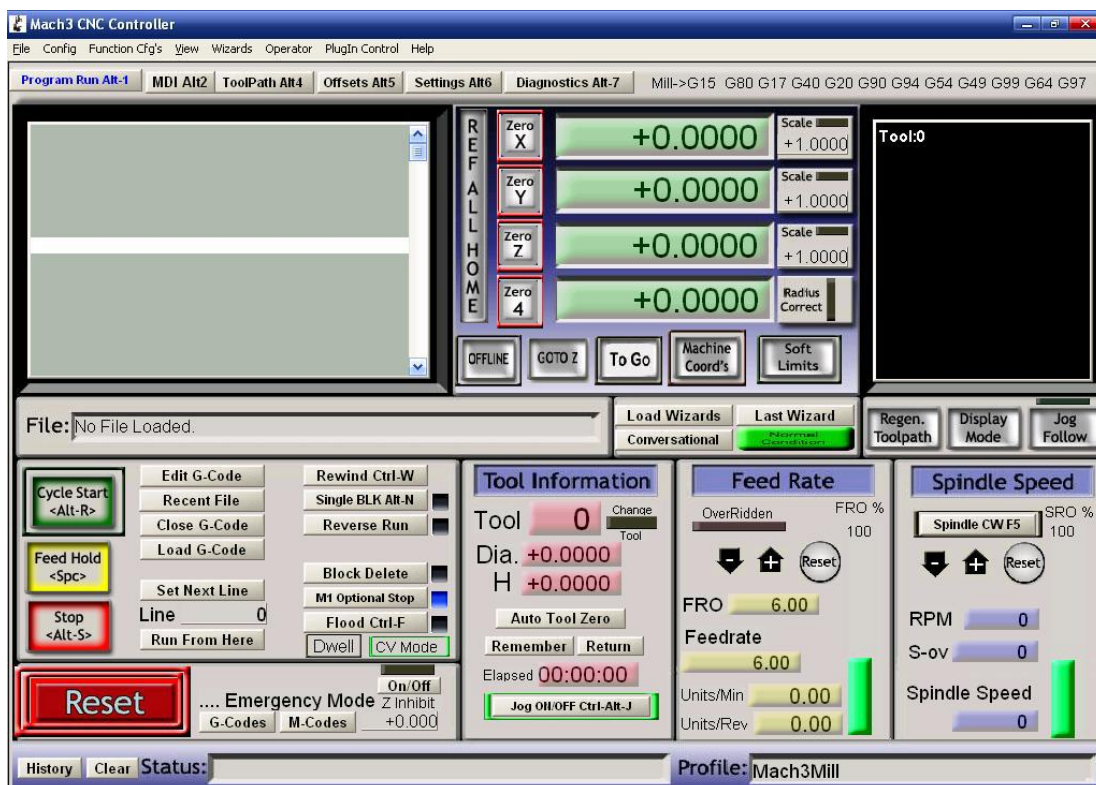 Mach3 CNC Controller
File Config Function Cfg's View Wizards Operator PlugIn Control Help
Program Run Alt-1 MDI Alt2 ToolPath Alt4 Offsets Alt5 Settings Alt6 Diagnostics Alt-7 Mill->G15 G80 G17 G40 G20 G90 G94 G54 G49 G99 G64 G97
REF ALL HOME
Zero X +0.0000 Scale +1.0000
Zero Y +0.0000 Scale +1.0000
Zero Z +0.0000 Scale +1.0000
Zero 4 +0.0000 Radius Correct
OFFLINE GOTO Z To Go Machine Coord's Soft Limits
Tool:0
File: No File Loaded.
Load Wizards Last Wizard
Conversational Normal Condition
Regen. Toolpath Display Mode Jog Follow
Cycle Start <Alt-R>
Feed Hold <Spc>
Stop <Alt-S>
Edit G-Code
Recent File
Close G-Code
Load G-Code
Set Next Line
Line 0
Run From Here
Rewind Ctrl-W
Single BLK Alt-N
Reverse Run
Block Delete
M1 Optional Stop
Flood Ctrl-F
Dwell CV Mode
Reset
.... Emergency Mode
G-Codes M-Codes
On/Off
Z Inhibit
+0.000
Tool Information
Tool 0 Change Tool
Dia. +0.0000
H +0.0000
Auto Tool Zero
Remember Return
Elapsed 00:00:00
Jog ON/OFF Ctrl-Alt-J
Feed Rate
OverRidden FRO %
100
Reset
FRO 6.00
Feedrate
6.00
Units/Min 0.00
Units/Rev 0.00
Spindle Speed
Spindle CW F5 SRO %
100
Reset
RPM 0
S-ov 0
Spindle Speed
0
History Clear Status:
Profile: Mach3Mill